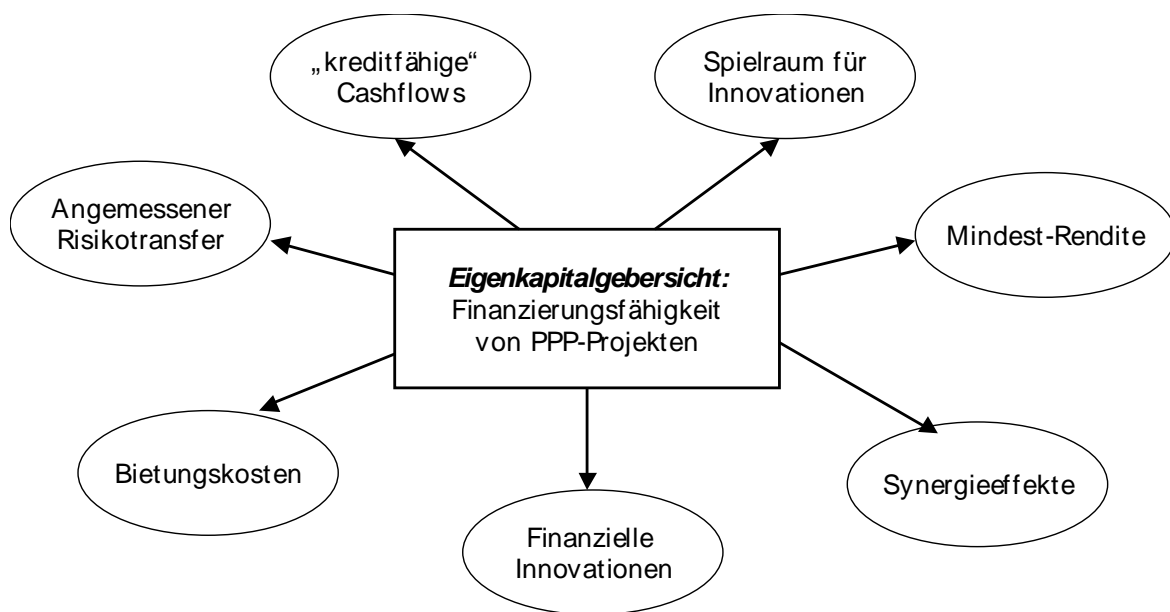 „kreditfähige“
Cashflows
Spielraum für
Innovationen
Angemessener
Risikotransfer
Mindest-Rendite
Eigenkapitalgebersicht:
Finanzierungsfähigkeit
von PPP-Projekten
Bietungskosten
Synergieeffekte
Finanzielle
Innovationen